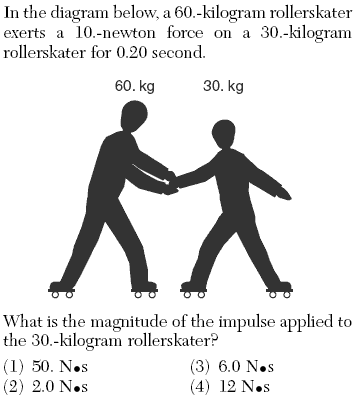 In the diagram below, a 60.-kilogram rollerskater
exerts a 10.-newton force on a 30.-kilogram
rollerskater for 0.20 second.
60. kg 30. kg
What is the magnitude of the impulse applied to
the 30.-kilogram rollerskater?
(1) 50. N•s (3) 6.0 N•s
(2) 2.0 N•s (4) 12 N•s